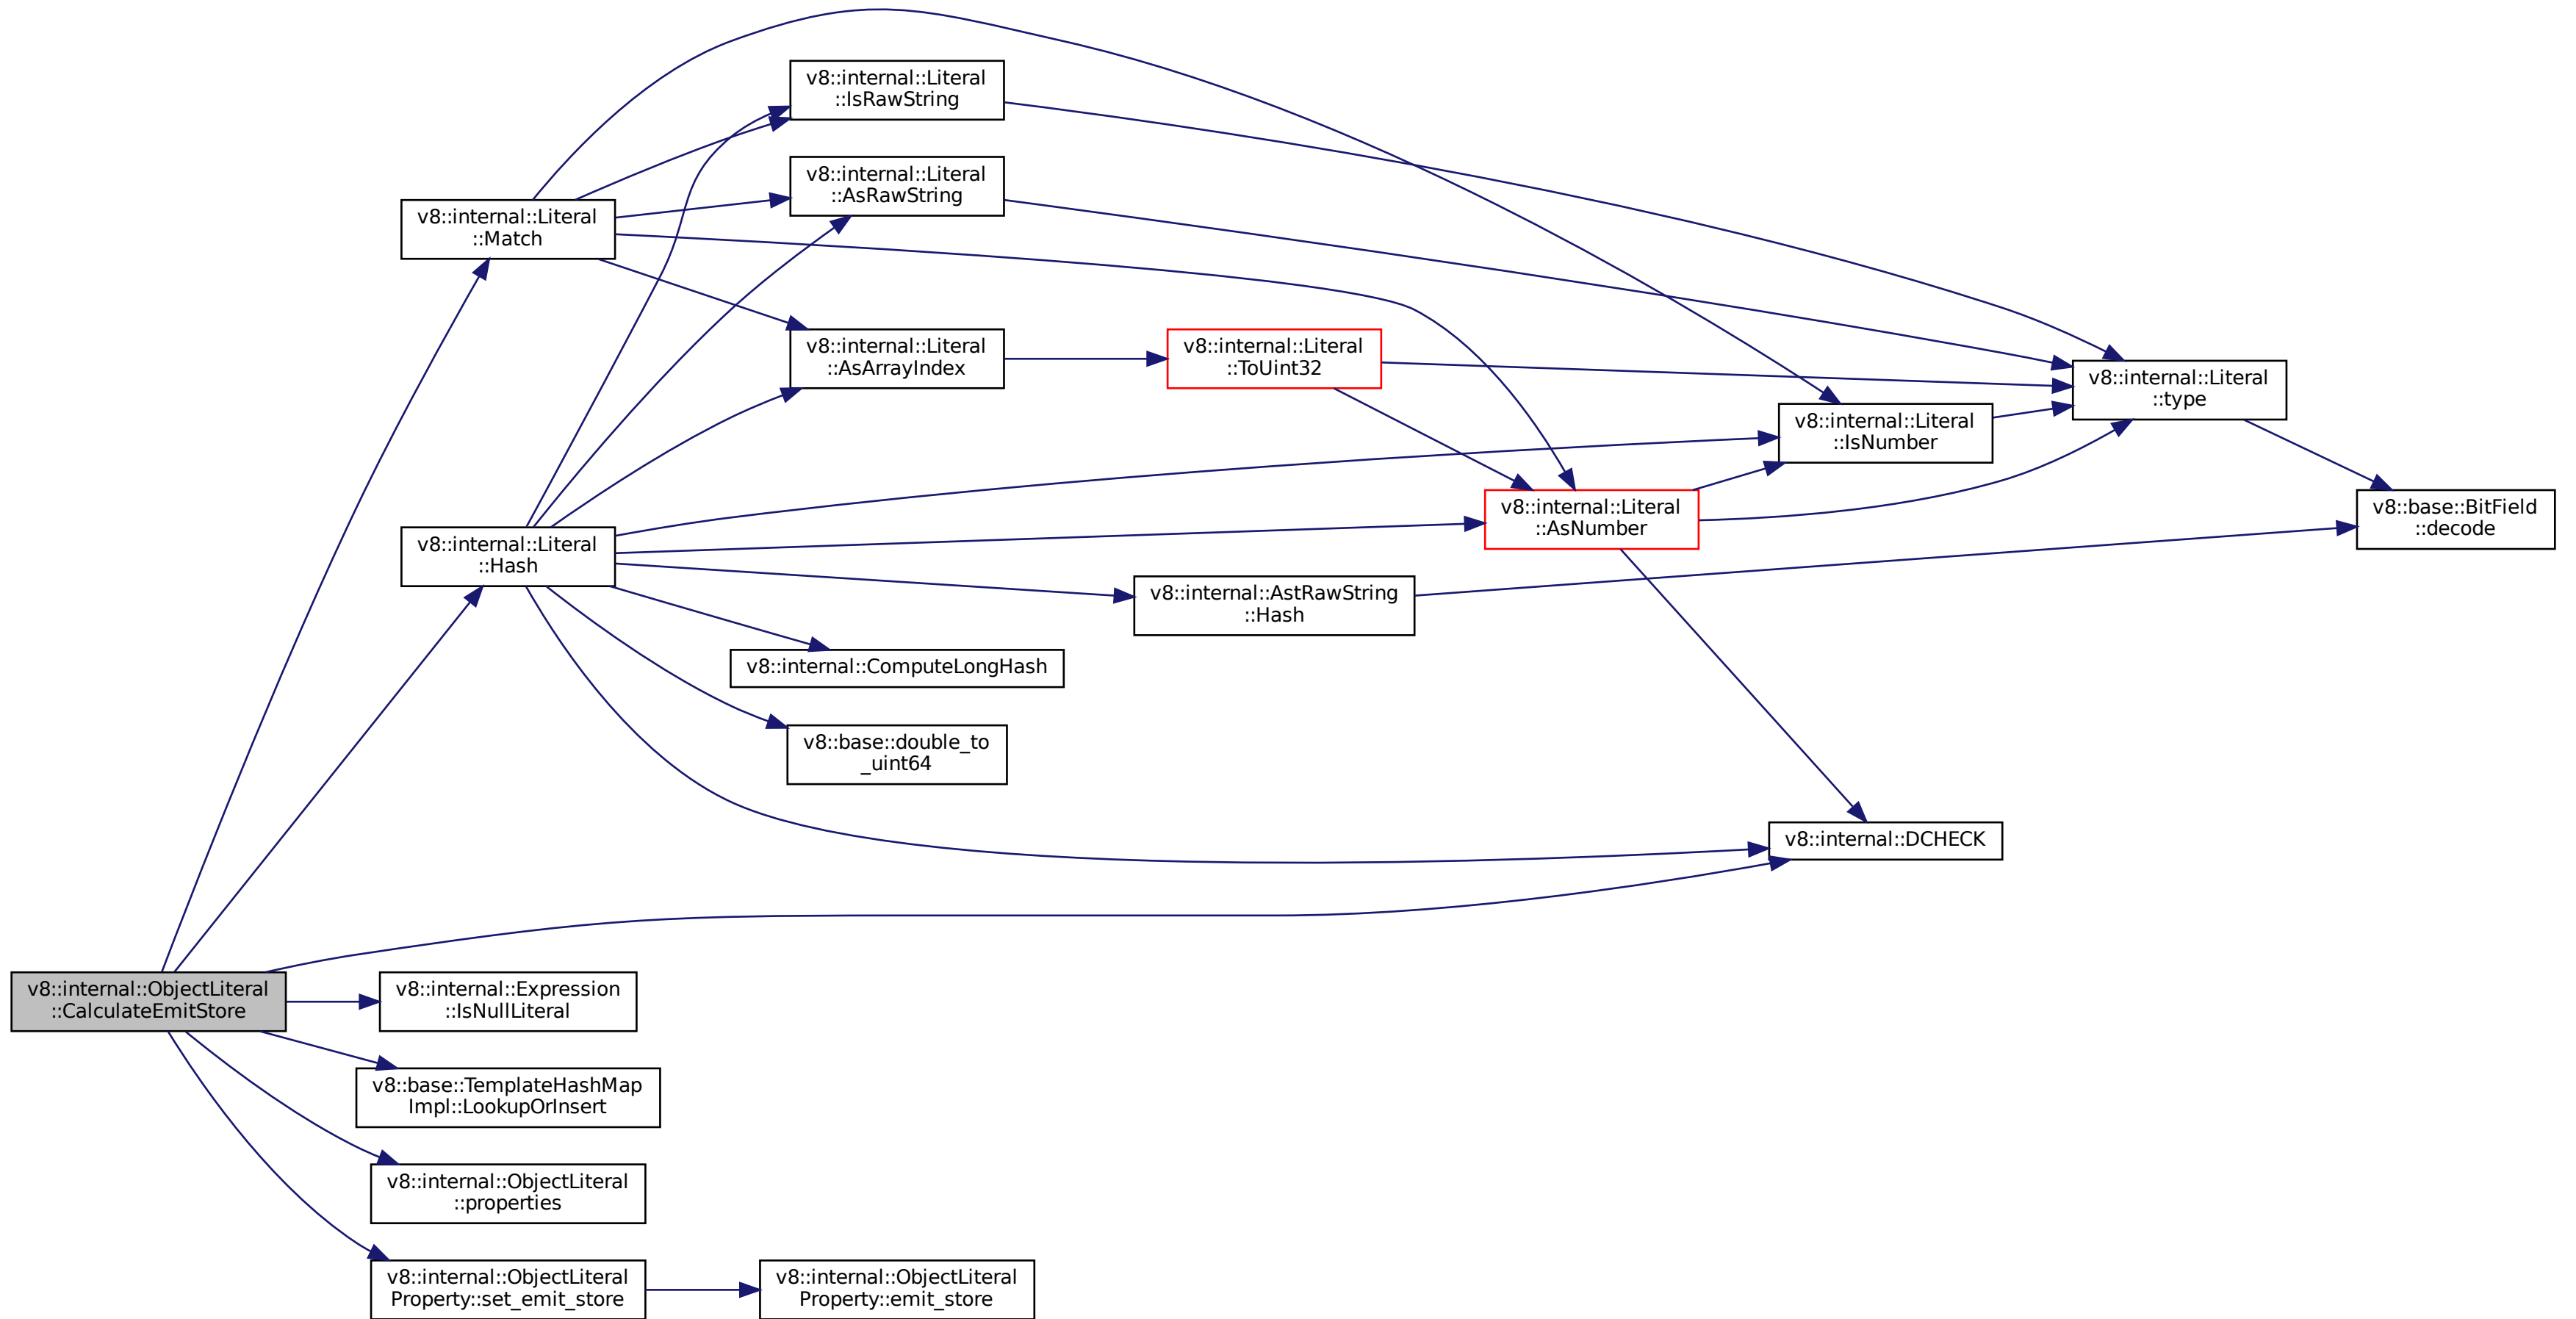 v8::internal::Literal
::IsRawString
v8::internal::Literal
::AsRawString
v8::internal::Literal
::Match
v8::internal::Literal
::AsArrayIndex
v8::internal::Literal
::ToUint32
v8::internal::Literal
::type
v8::internal::Literal
::IsNumber
v8::internal::Literal
::AsNumber
v8::base::BitField
::decode
v8::internal::Literal
::Hash
v8::internal::AstRawString
::Hash
v8::internal::ComputeLongHash
v8::base::double_to
_uint64
v8::internal::DCHECK
v8::internal::ObjectLiteral
::CalculateEmitStore
v8::internal::Expression
::IsNullLiteral
v8::base::TemplateHashMap
Impl::LookupOrInsert
v8::internal::ObjectLiteral
::properties
v8::internal::ObjectLiteral
Property::set_emit_store
v8::internal::ObjectLiteral
Property::emit_store